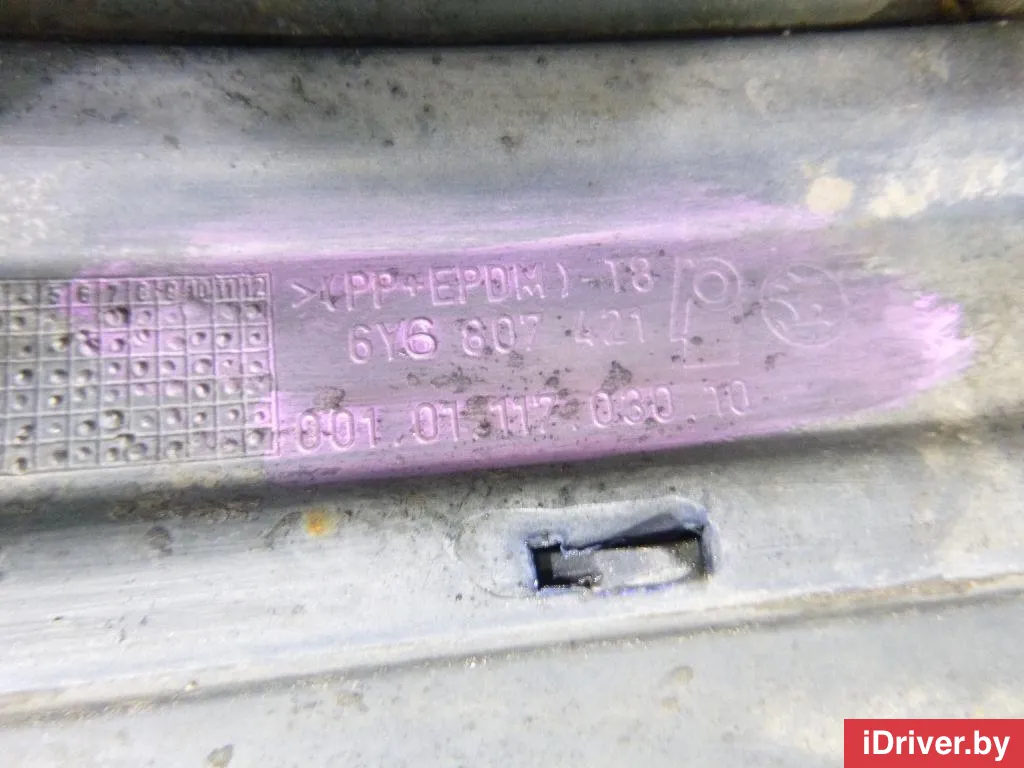 5 6 7 8 9 10 11 12
>(PP+EPDM)-T8
6Y6 807 421
001.01.117.030.10
iDriver.by